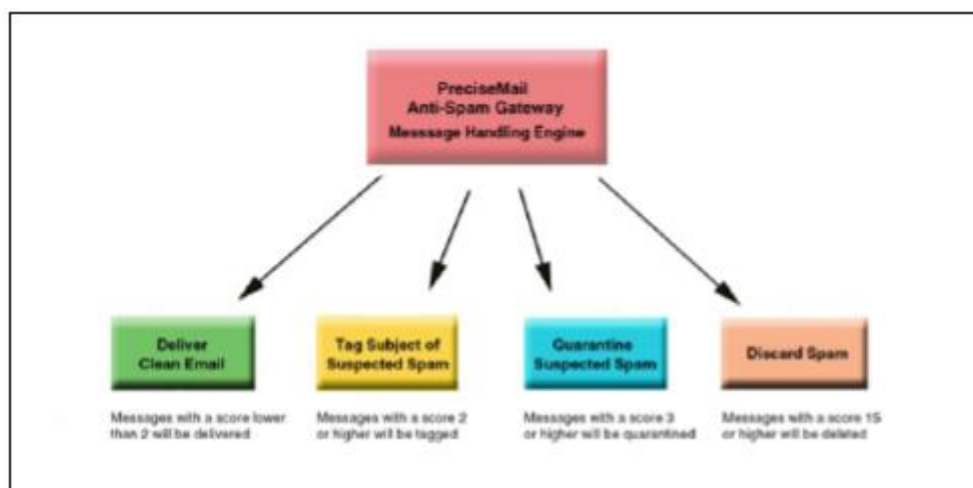 PreciseMail
Anti-Spam Gateway
Messsage Handling Engine
Deliver
Clean Email
Tag Subject of
Suspected Spam
Quarantine
Suspected Spam
Discard Spam
Messages with a score lower
than 2 will be delivered
Messages with a score 2
or higher will be tagged
Messages with a score 3
or higher will be quarantined
Messages with a score 15
or higher will be deleted